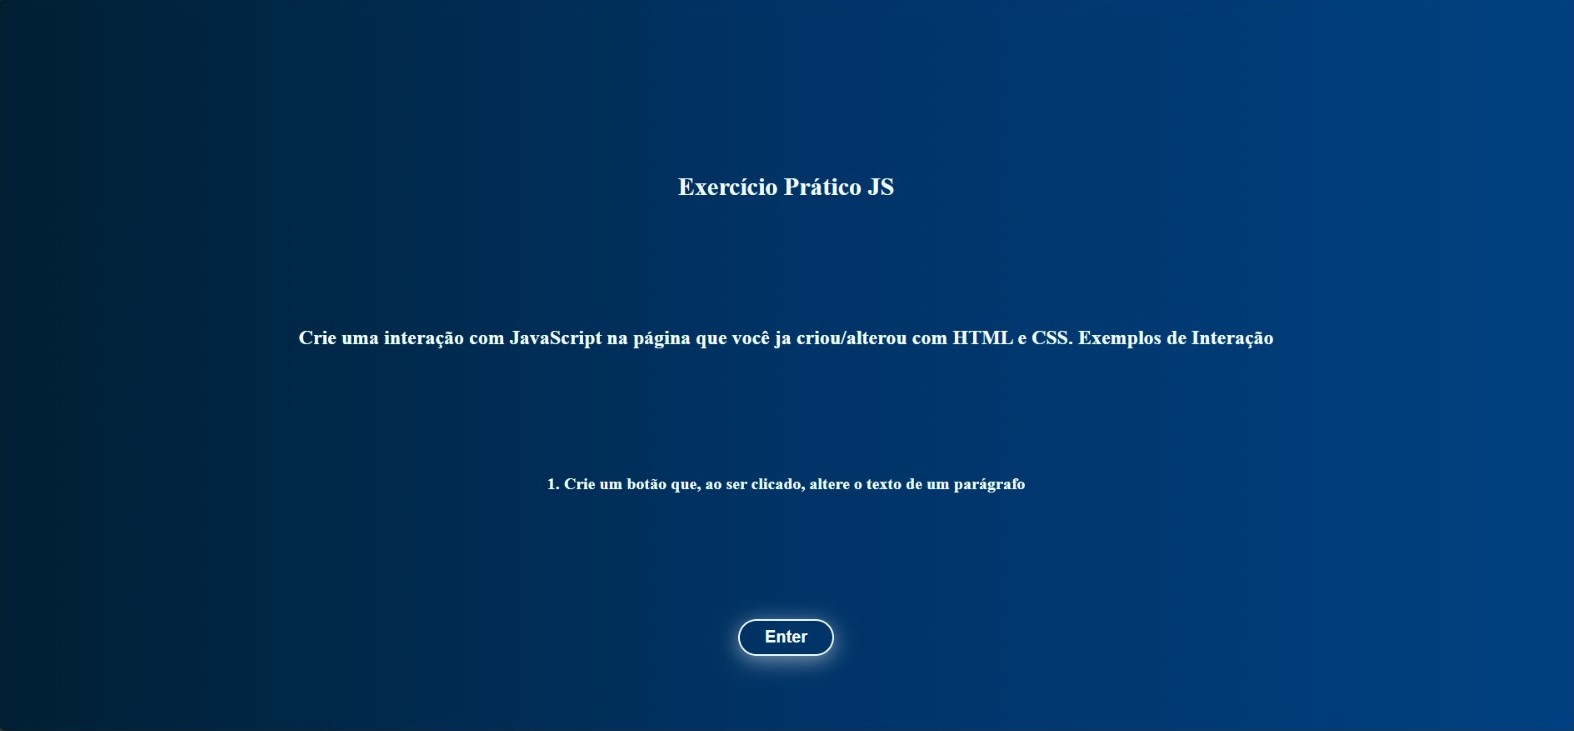 Exercício Prático JS
Crie uma interação com JavaScript na página que você ja criou/alterou com HTML e CSS. Exemplos de Interação
1. Crie um botão que, ao ser clicado, altere o texto de um parágrafo
Enter